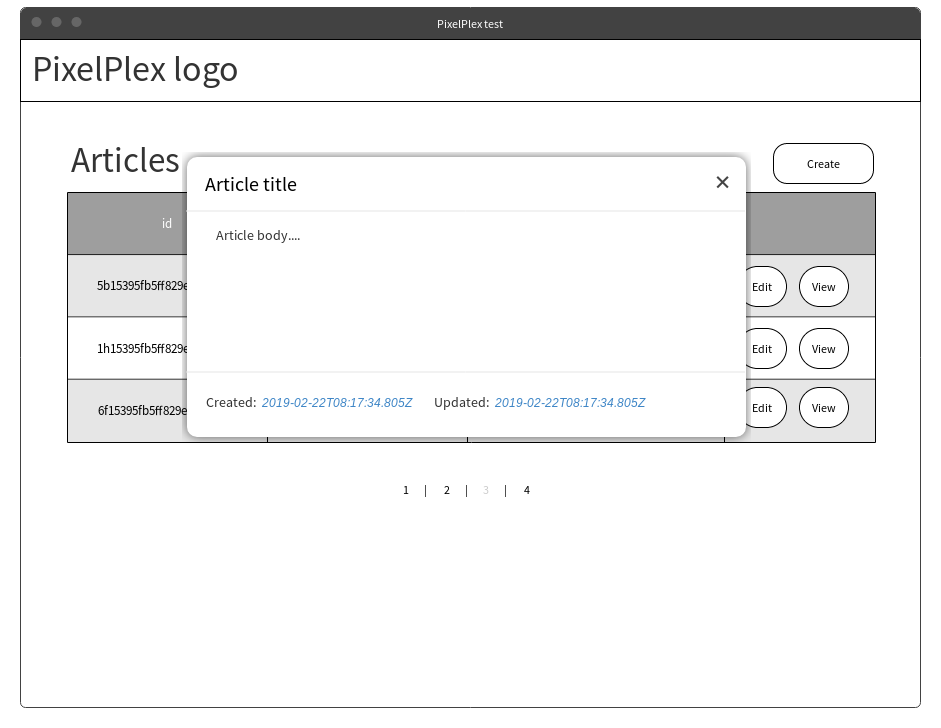 PixelPlex test
PixelPlex logo
Articles
Create
Article title
✕
id
Article body....
5b15395fb5ff829e
Edit
View
1h15395fb5ff829e
Edit
View
Created: 2019-02-22T08:17:34.805Z Updated: 2019-02-22T08:17:34.805Z
6f15395fb5ff829e
Edit
View
1 | 2 | 3 | 4